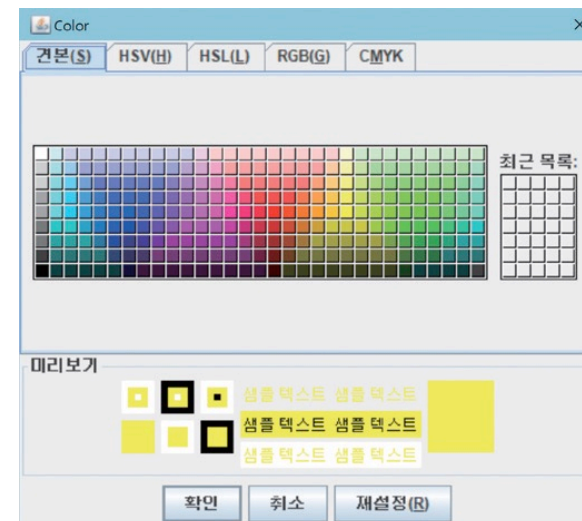 Color
견본(S) HSV(H) HSL(L) RGB(G) CMYK
최근 목록:
미리보기
샘플 텍스트 샘플 텍스트
샘플 텍스트 샘플 텍스트
샘플 텍스트 샘플 텍스트
확인 취소 재설정(R)